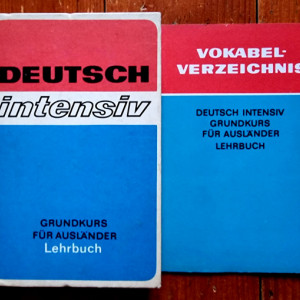 DEUTSCH
intensiv
GRUNDKURS
FÜR AUSLÄNDER
Lehrbuch
VOKABEL-
VERZEICHNIS
DEUTSCH INTENSIV
GRUNDKURS
FÜR AUSLÄNDER
LEHRBUCH